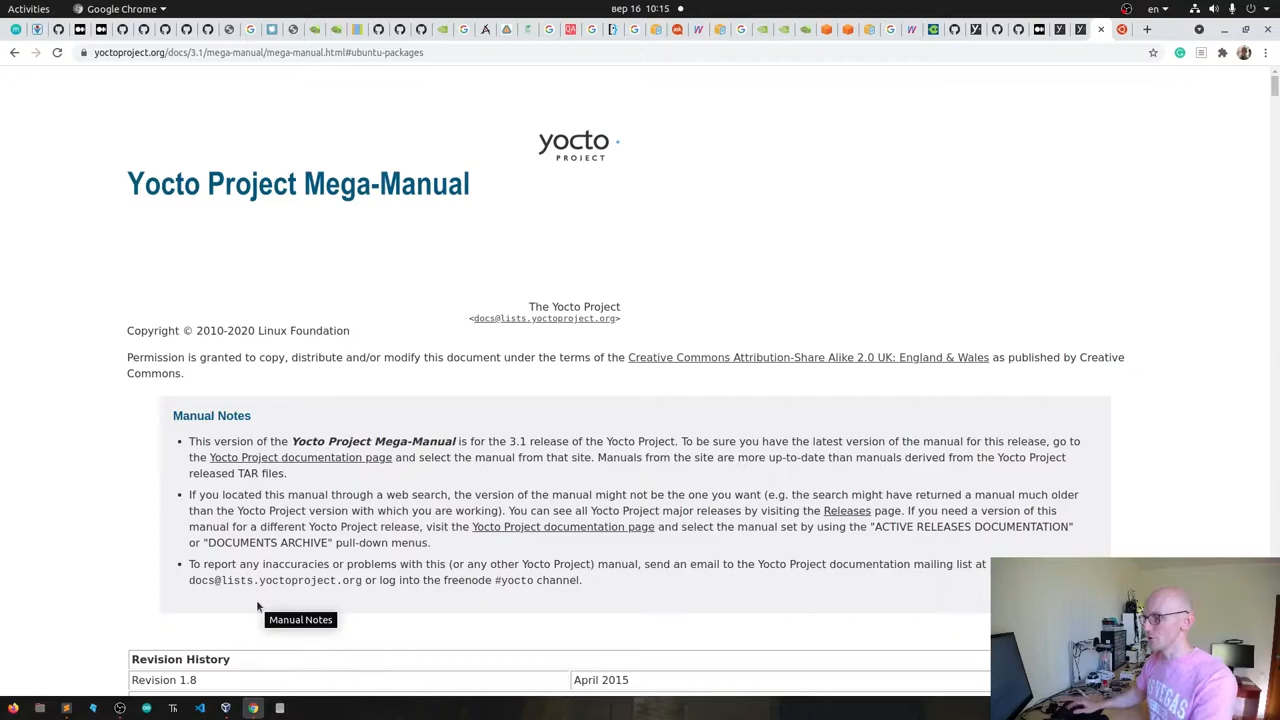 Activities
Google Chrome
вер 16 10:15
en
yoctoproject.org/docs/3.1/mega-manual/mega-manual.html#ubuntu-packages
yocto
PROJECT
Yocto Project Mega-Manual
The Yocto Project
<docs@lists.yoctoproject.org>
Copyright © 2010-2020 Linux Foundation
Permission is granted to copy, distribute and/or modify this document under the terms of the Creative Commons Attribution-Share Alike 2.0 UK: England & Wales as published by Creative
Commons.
Manual Notes
• This version of the Yocto Project Mega-Manual is for the 3.1 release of the Yocto Project. To be sure you have the latest version of the manual for this release, go to
the Yocto Project documentation page and select the manual from that site. Manuals from the site are more up-to-date than manuals derived from the Yocto Project
released TAR files.
• If you located this manual through a web search, the version of the manual might not be the one you want (e.g. the search might have returned a manual much older
than the Yocto Project version with which you are working). You can see all Yocto Project major releases by visiting the Releases page. If you need a version of this
manual for a different Yocto Project release, visit the Yocto Project documentation page and select the manual set by using the "ACTIVE RELEASES DOCUMENTATION"
or "DOCUMENTS ARCHIVE" pull-down menus.
• To report any inaccuracies or problems with this (or any other Yocto Project) manual, send an email to the Yocto Project documentation mailing list at
docs@lists.yoctoproject.org or log into the freenode #yocto channel.
Manual Notes
Revision History
Revision 1.8
April 2015